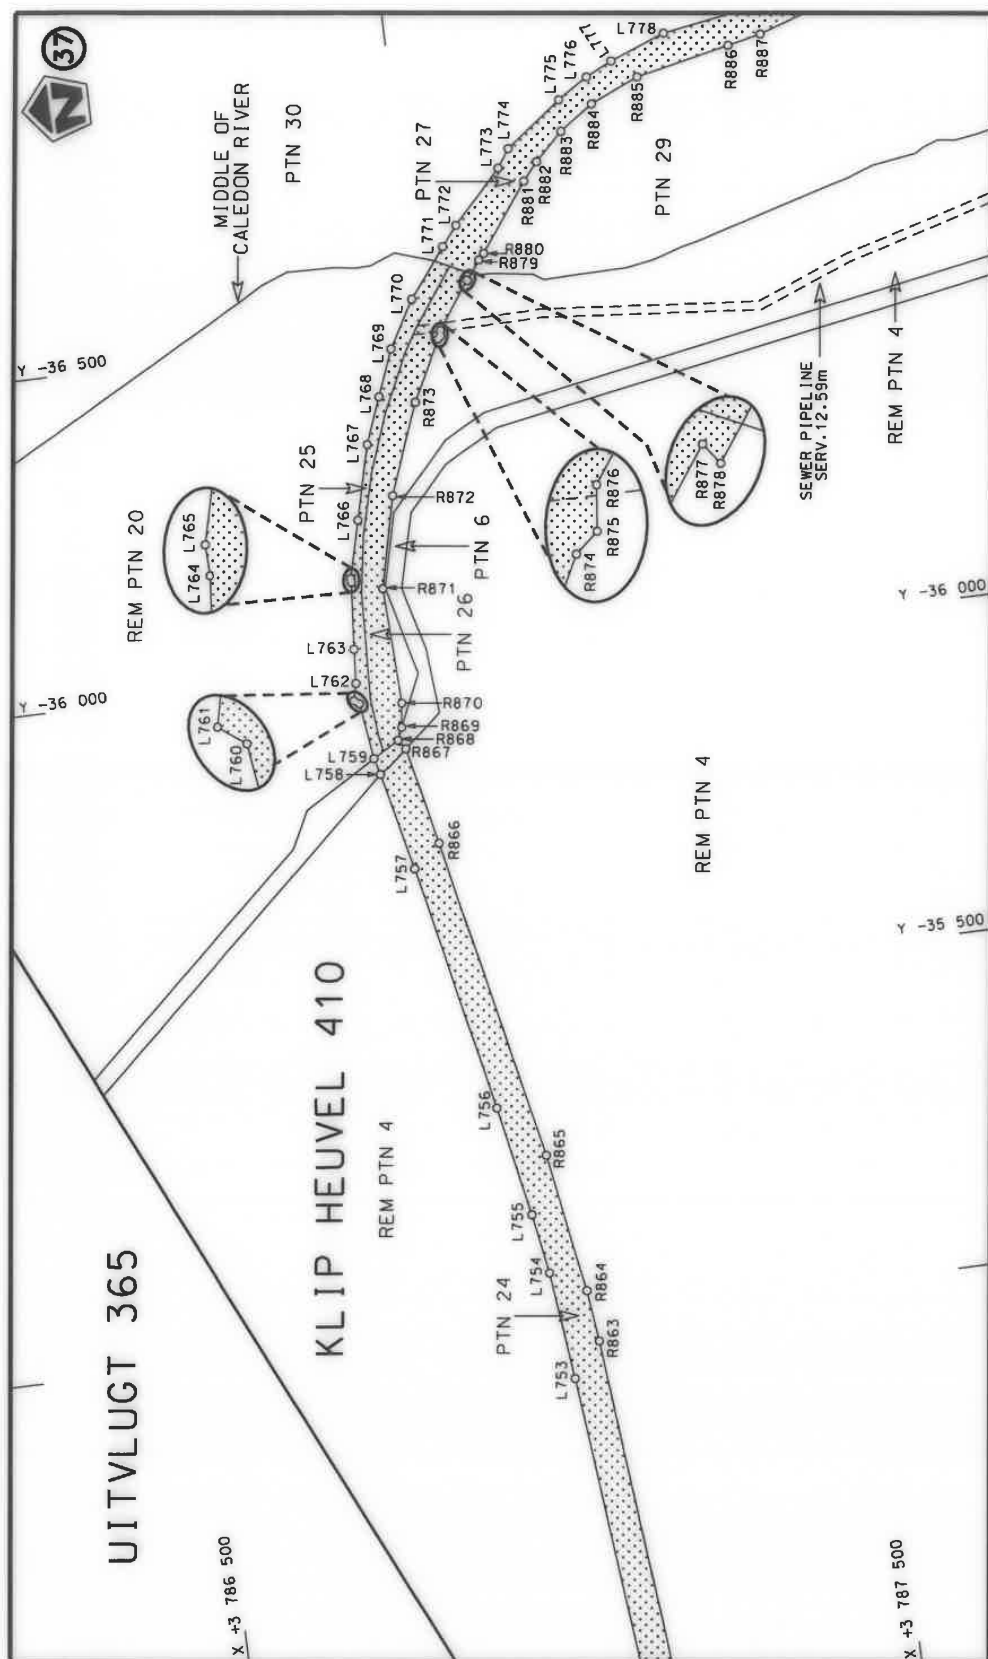 37
N
MIDDLE OF
CALEDON RIVER
PTN 30
PTN 27
PTN 29
L778
L777
L776
L775
L774
L773
L772
L771
L770
L769
L768
L767
L766
L763
L762
L759
L758
L757
L756
L755
L754
L753
R887
R886
R885
R884
R883
R882
R881
R880
R879
R873
R872
R871
R870
R869
R868
R867
R866
R865
R864
R863
Y -36 500
PTN 25
REM PTN 20
L765
L764
L761
L760
PTN 6
PTN 26
R876
R875
R874
R877
R878
SEWER PIPELINE
SERV. 12.59m
REM PTN 4
Y -36 000
Y -36 000
REM PTN 4
Y -35 500
KLIP HEUVEL 410
REM PTN 4
PTN 24
UITVLUGT 365
X +3 786 500
X +3 787 500